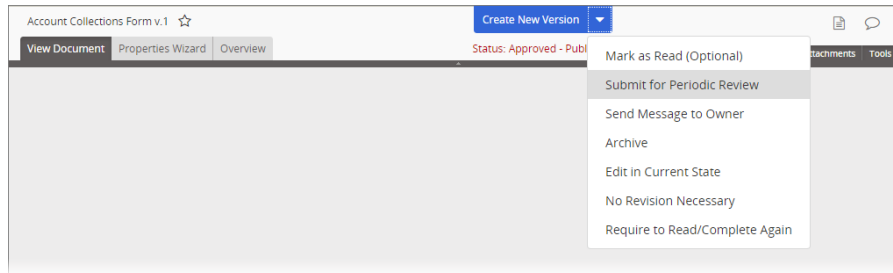 Account Collections Form v.1
Create New Version
View Document
Properties Wizard
Overview
Status: Approved - Publ
Tools
Mark as Read (Optional)
Submit for Periodic Review
Send Message to Owner
Archive
Edit in Current State
No Revision Necessary
Require to Read/Complete Again